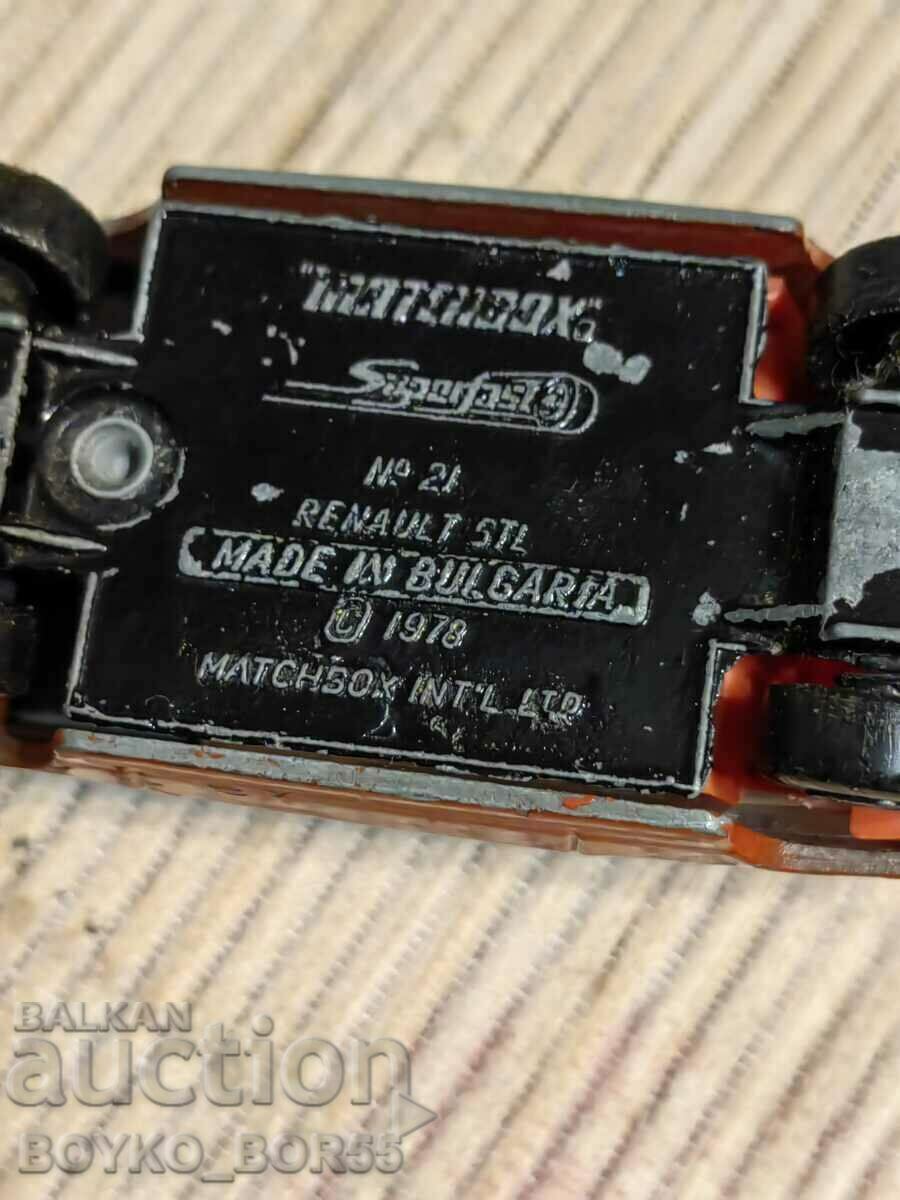 "MATCHBOX"
Superfast
Nº 21
RENAULT 5TL
MADE IN BULGARIA
© 1978
MATCHBOX INT'L LTD
BALKAN
auction
BOYKO_BOR55